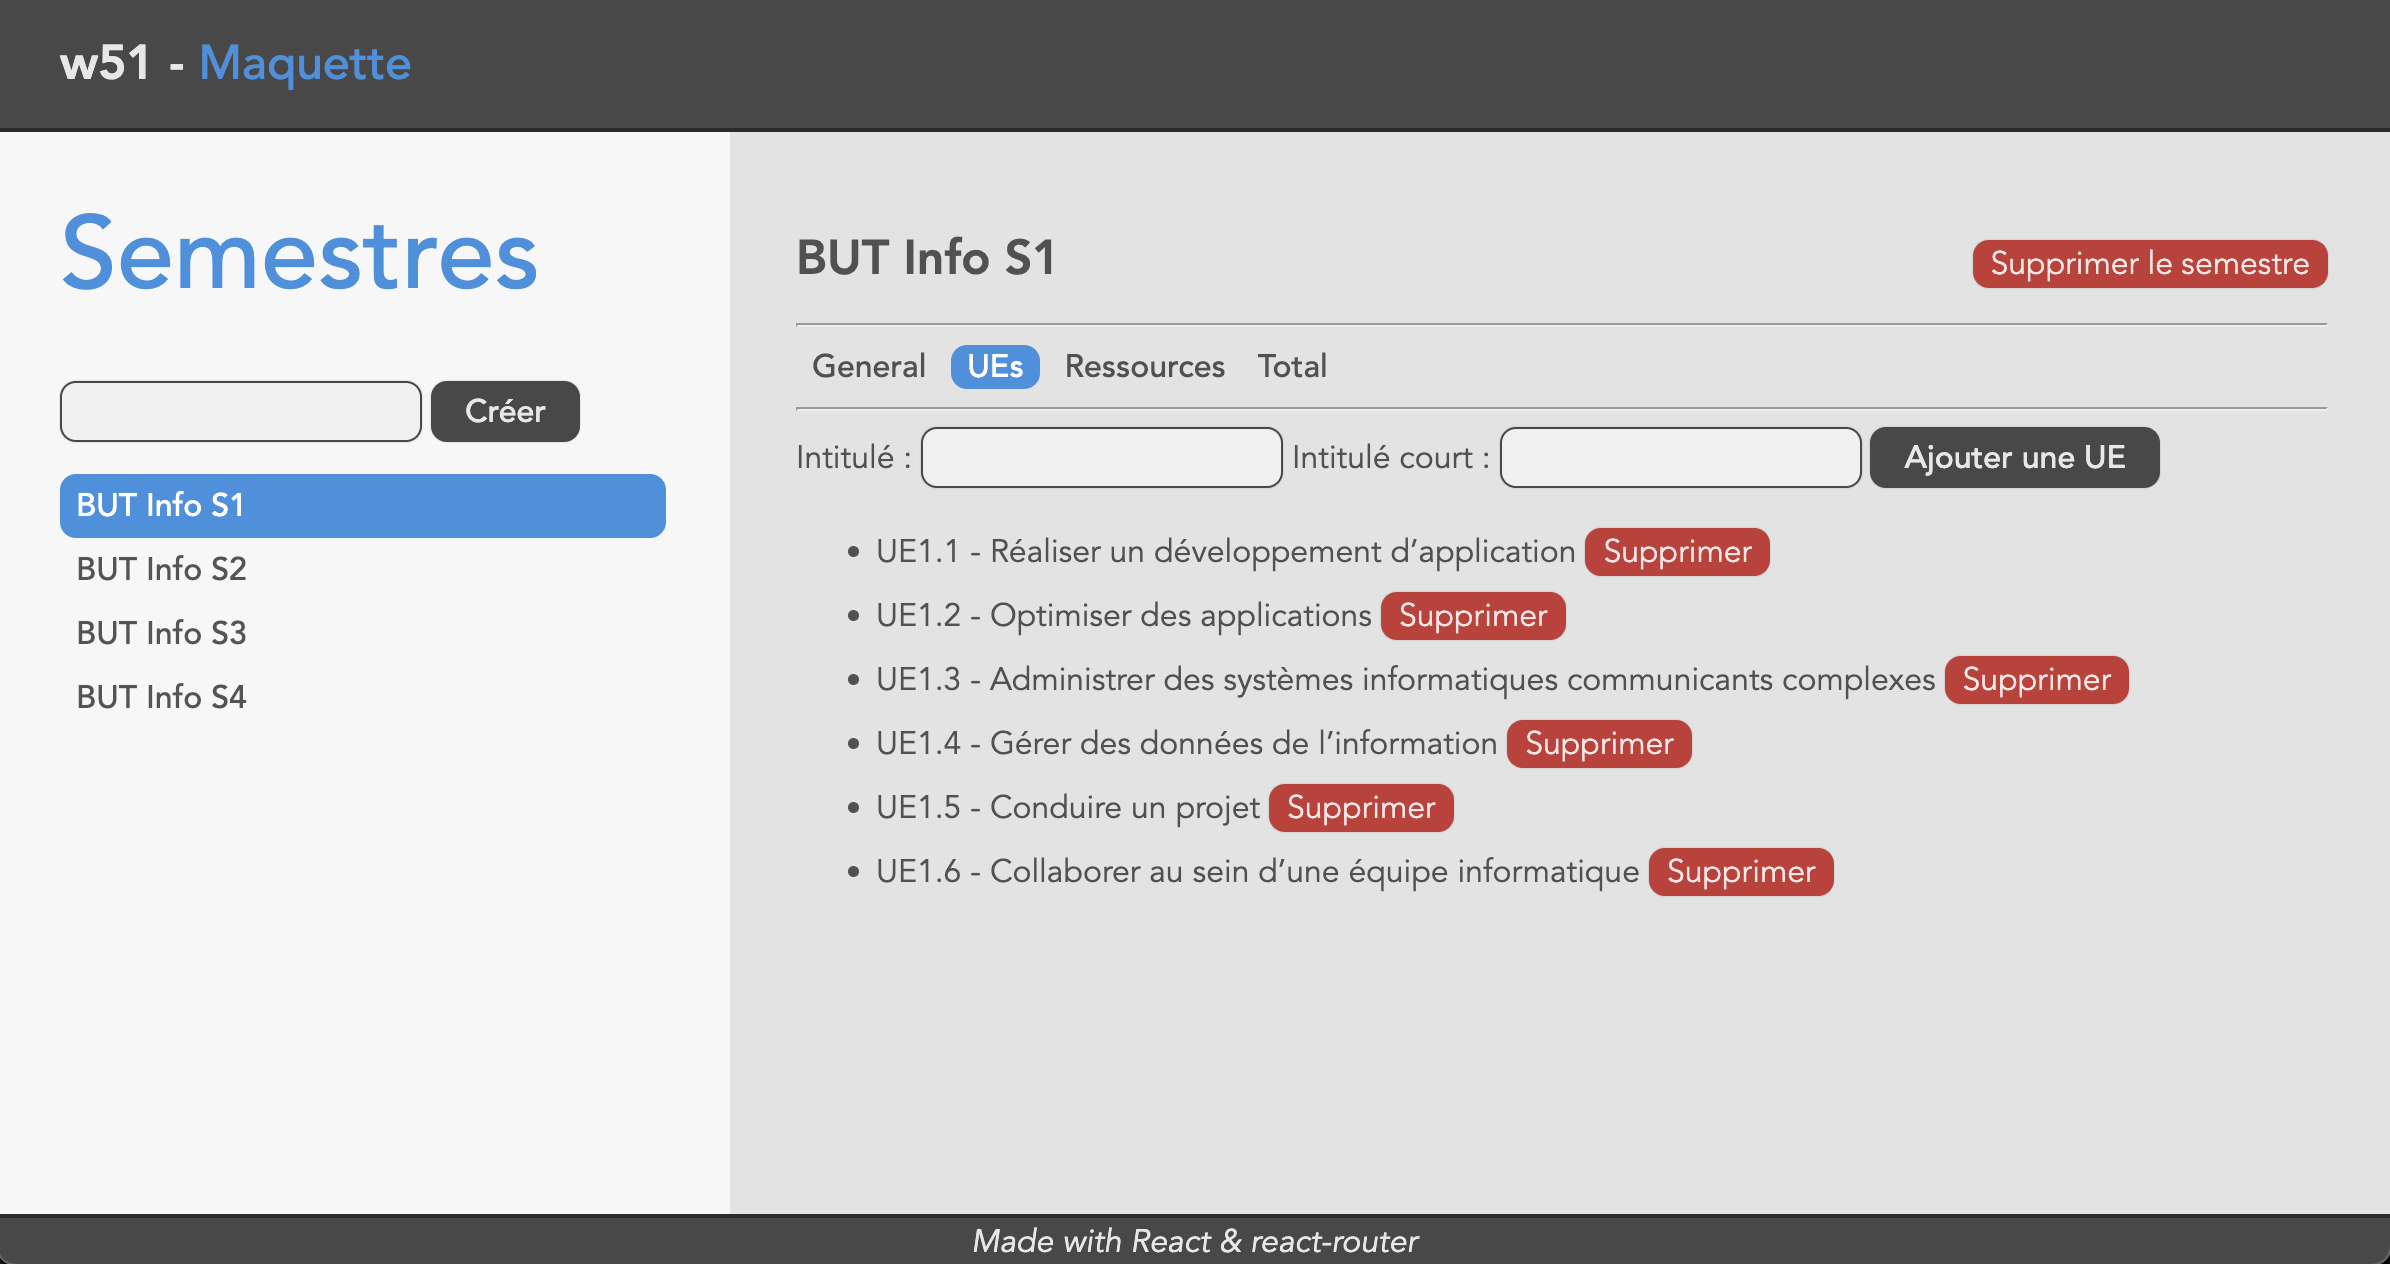 w51 - Maquette
Semestres
Créer
BUT Info S1
BUT Info S2
BUT Info S3
BUT Info S4
BUT Info S1
Supprimer le semestre
General UEs Ressources Total
Intitulé : Intitulé court : Ajouter une UE
• UE1.1 - Réaliser un développement d’application Supprimer
• UE1.2 - Optimiser des applications Supprimer
• UE1.3 - Administrer des systèmes informatiques communicants complexes Supprimer
• UE1.4 - Gérer des données de l’information Supprimer
• UE1.5 - Conduire un projet Supprimer
• UE1.6 - Collaborer au sein d’une équipe informatique Supprimer
Made with React & react-router